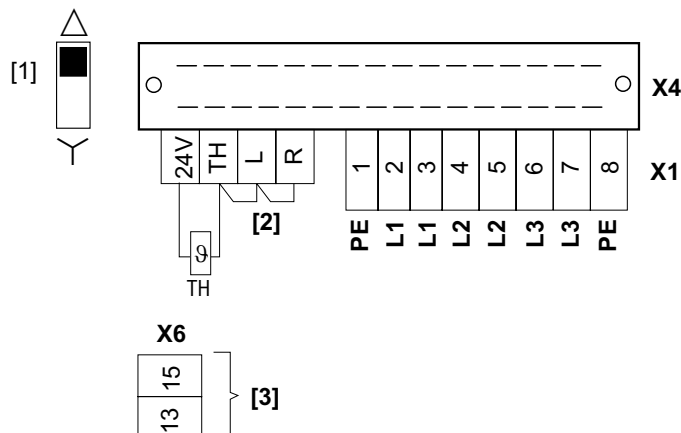 [1]
X4
24V TH L R 1 2 3 4 5 6 7 8 X1
[2] PE L1 L1 L2 L2 L3 L3 PE
ϑ
TH
X6
15
13
[3]